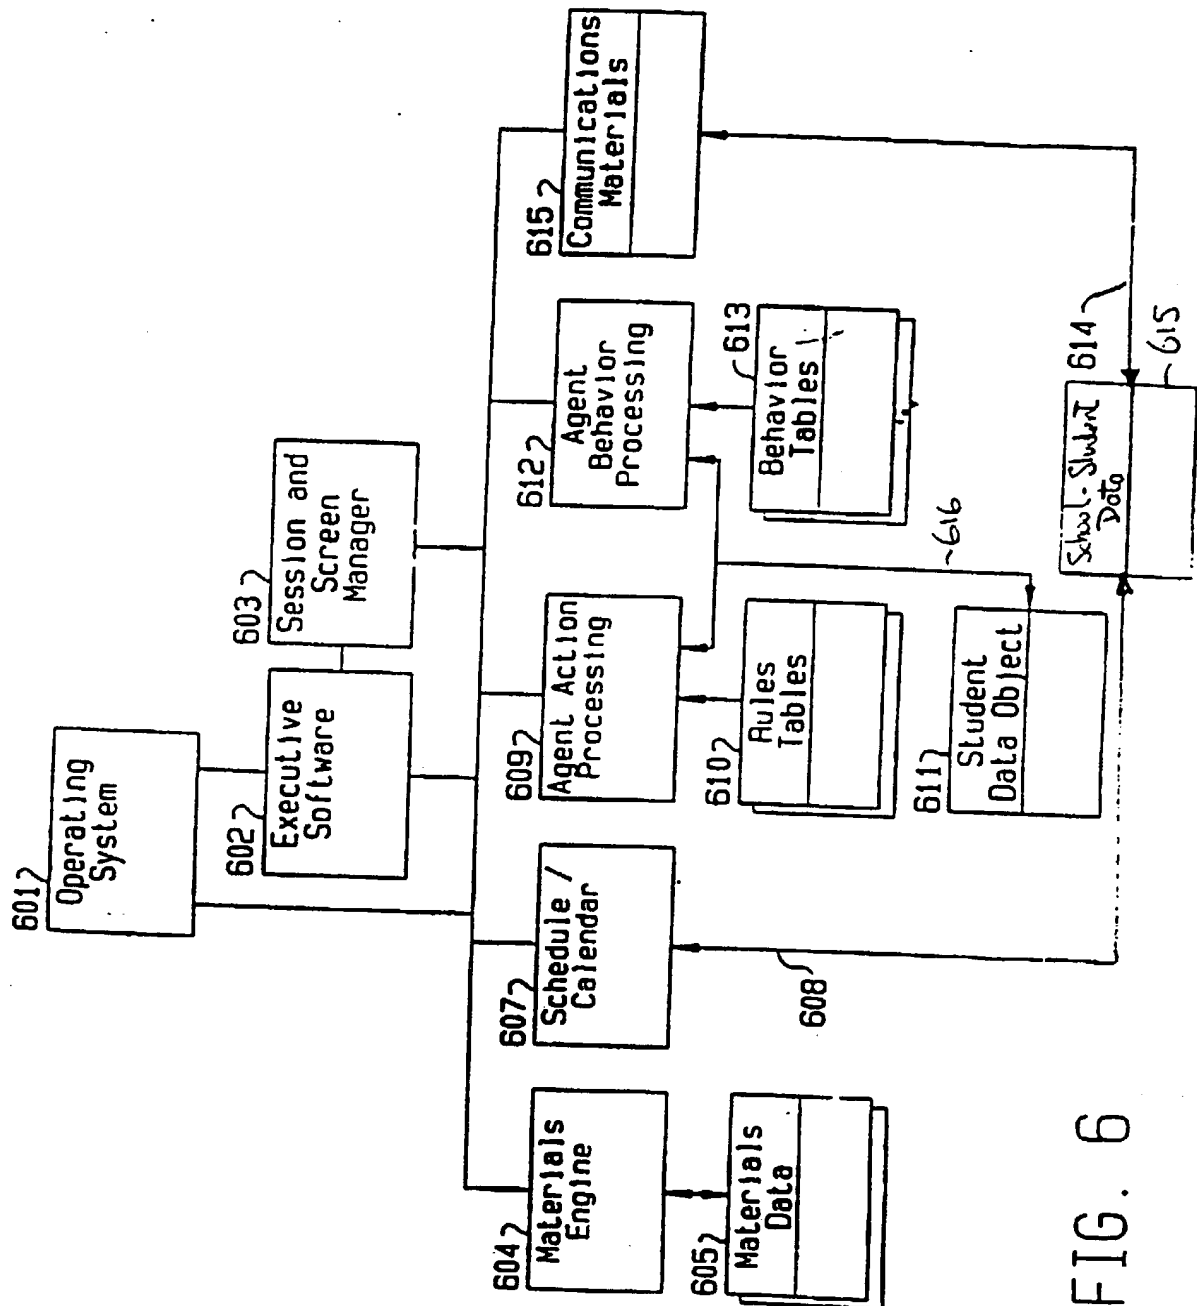 601
Operating
System
602
Executive
Software
603
Session and
Screen
Manager
604
Materials
Engine
607
Schedule /
Calendar
609
Agent Action
Processing
612
Agent
Behavior
Processing
615
Communications
Materials
605
Materials
Data
608
610
Rules
Tables
613
Behavior
Tables
611
Student
Data Object
616
614
School-Student
Data
615
FIG. 6